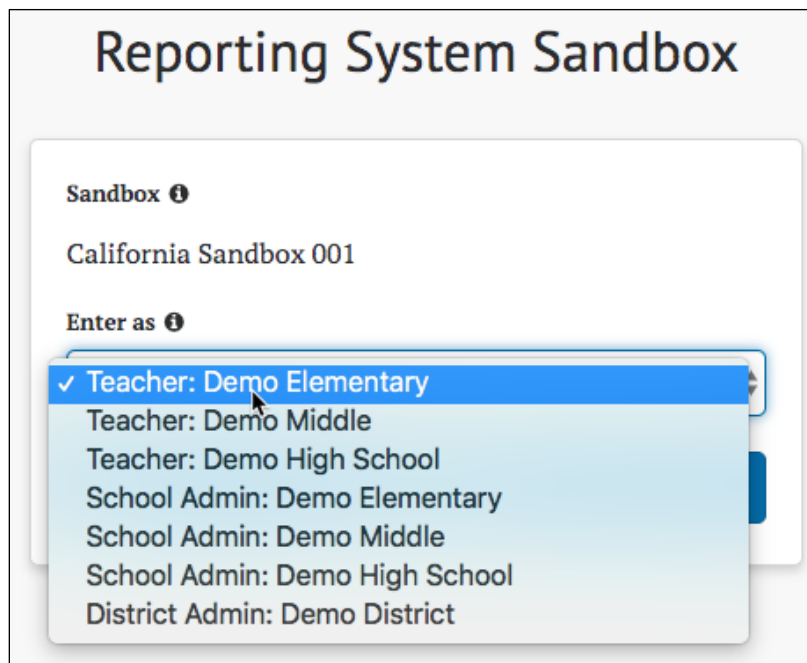 Reporting System Sandbox
Sandbox
California Sandbox 001
Enter as
✓ Teacher: Demo Elementary
Teacher: Demo Middle
Teacher: Demo High School
School Admin: Demo Elementary
School Admin: Demo Middle
School Admin: Demo High School
District Admin: Demo District